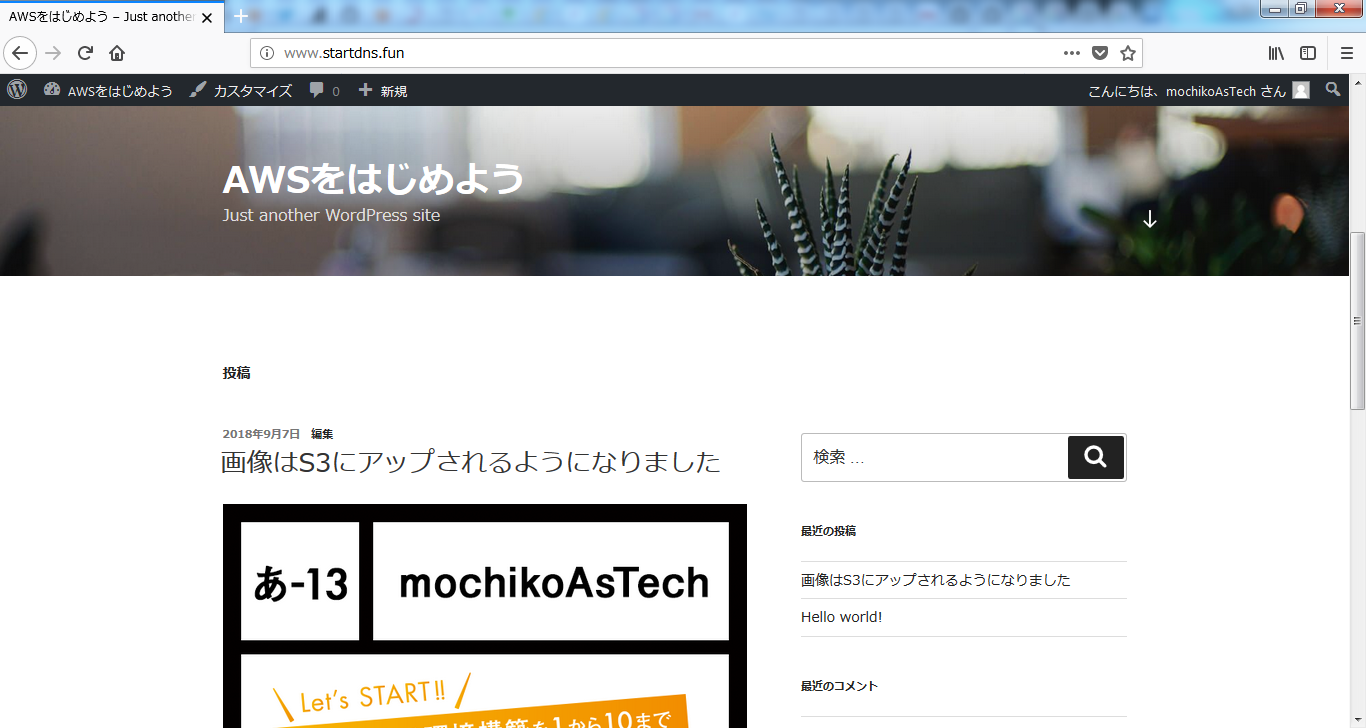 AWSをはじめよう – Just another
www.startdns.fun
AWSをはじめよう カスタマイズ 0 新規 こんにちは、mochikoAsTech さん
AWSをはじめよう
Just another WordPress site
投稿
2018年9月7日 編集
画像はS3にアップされるようになりました
あ-13 mochikoAsTech
Let's START!!
環境構築を1から10まで
検索 …
最近の投稿
画像はS3にアップされるようになりました
Hello world!
最近のコメント